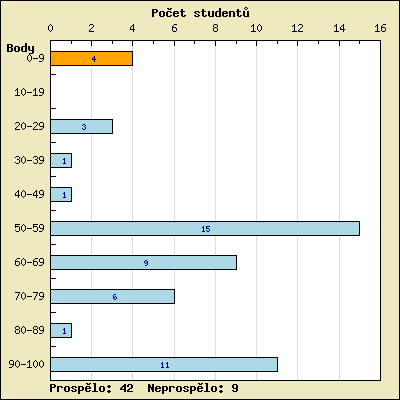 Počet studentů
0 2 4 6 8 10 12 14 16
Body
0-9 4
10-19
20-29 3
30-39 1
40-49 1
50-59 15
60-69 9
70-79 6
80-89 1
90-100 11
Prospělo: 42 Neprospělo: 9